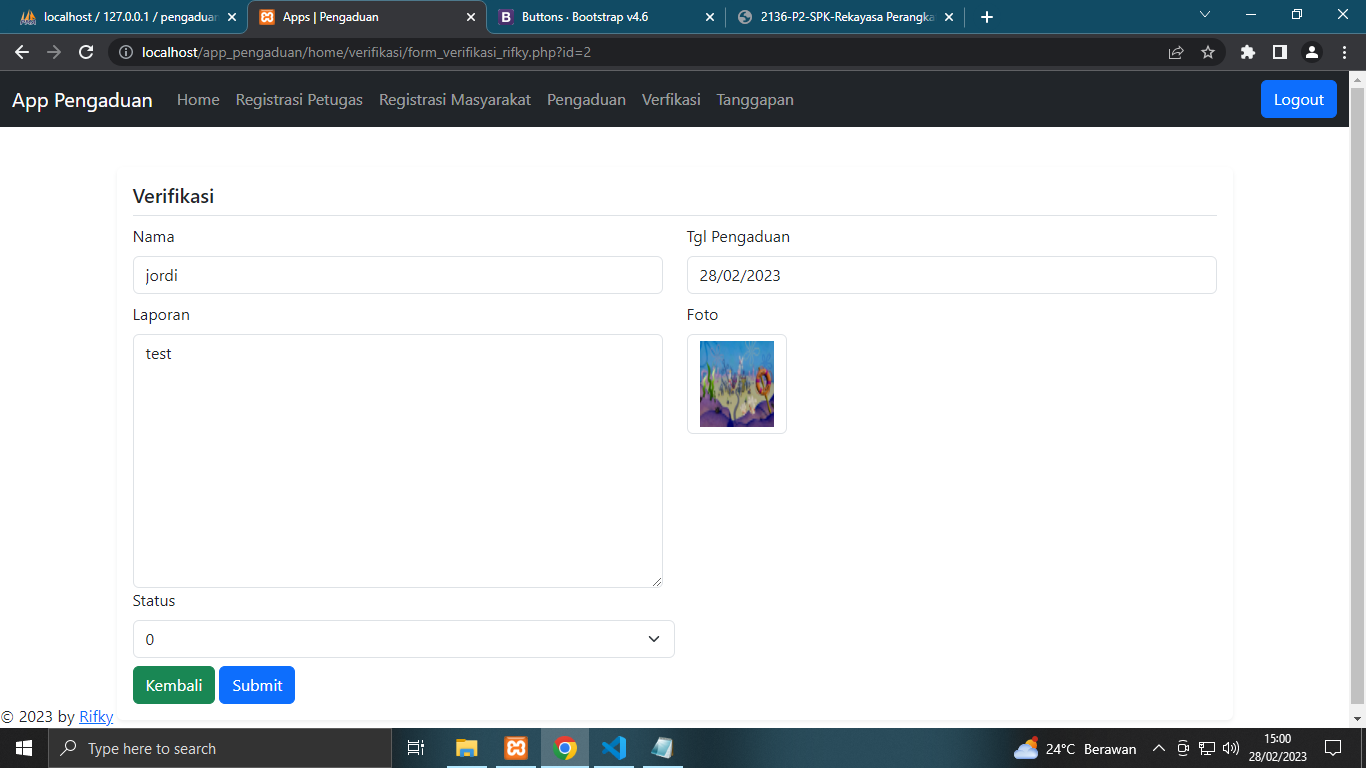 localhost / 127.0.0.1 / pengaduan
Apps | Pengaduan
Buttons · Bootstrap v4.6
2136-P2-SPK-Rekayasa Perangka
localhost/app_pengaduan/home/verifikasi/form_verifikasi_rifky.php?id=2
App Pengaduan Home Registrasi Petugas Registrasi Masyarakat Pengaduan Verfikasi Tanggapan Logout
Verifikasi
Nama Tgl Pengaduan
jordi 28/02/2023
Laporan Foto
test
Status
0
Kembali Submit
© 2023 by Rifky
Type here to search
24°C Berawan
15:00
28/02/2023